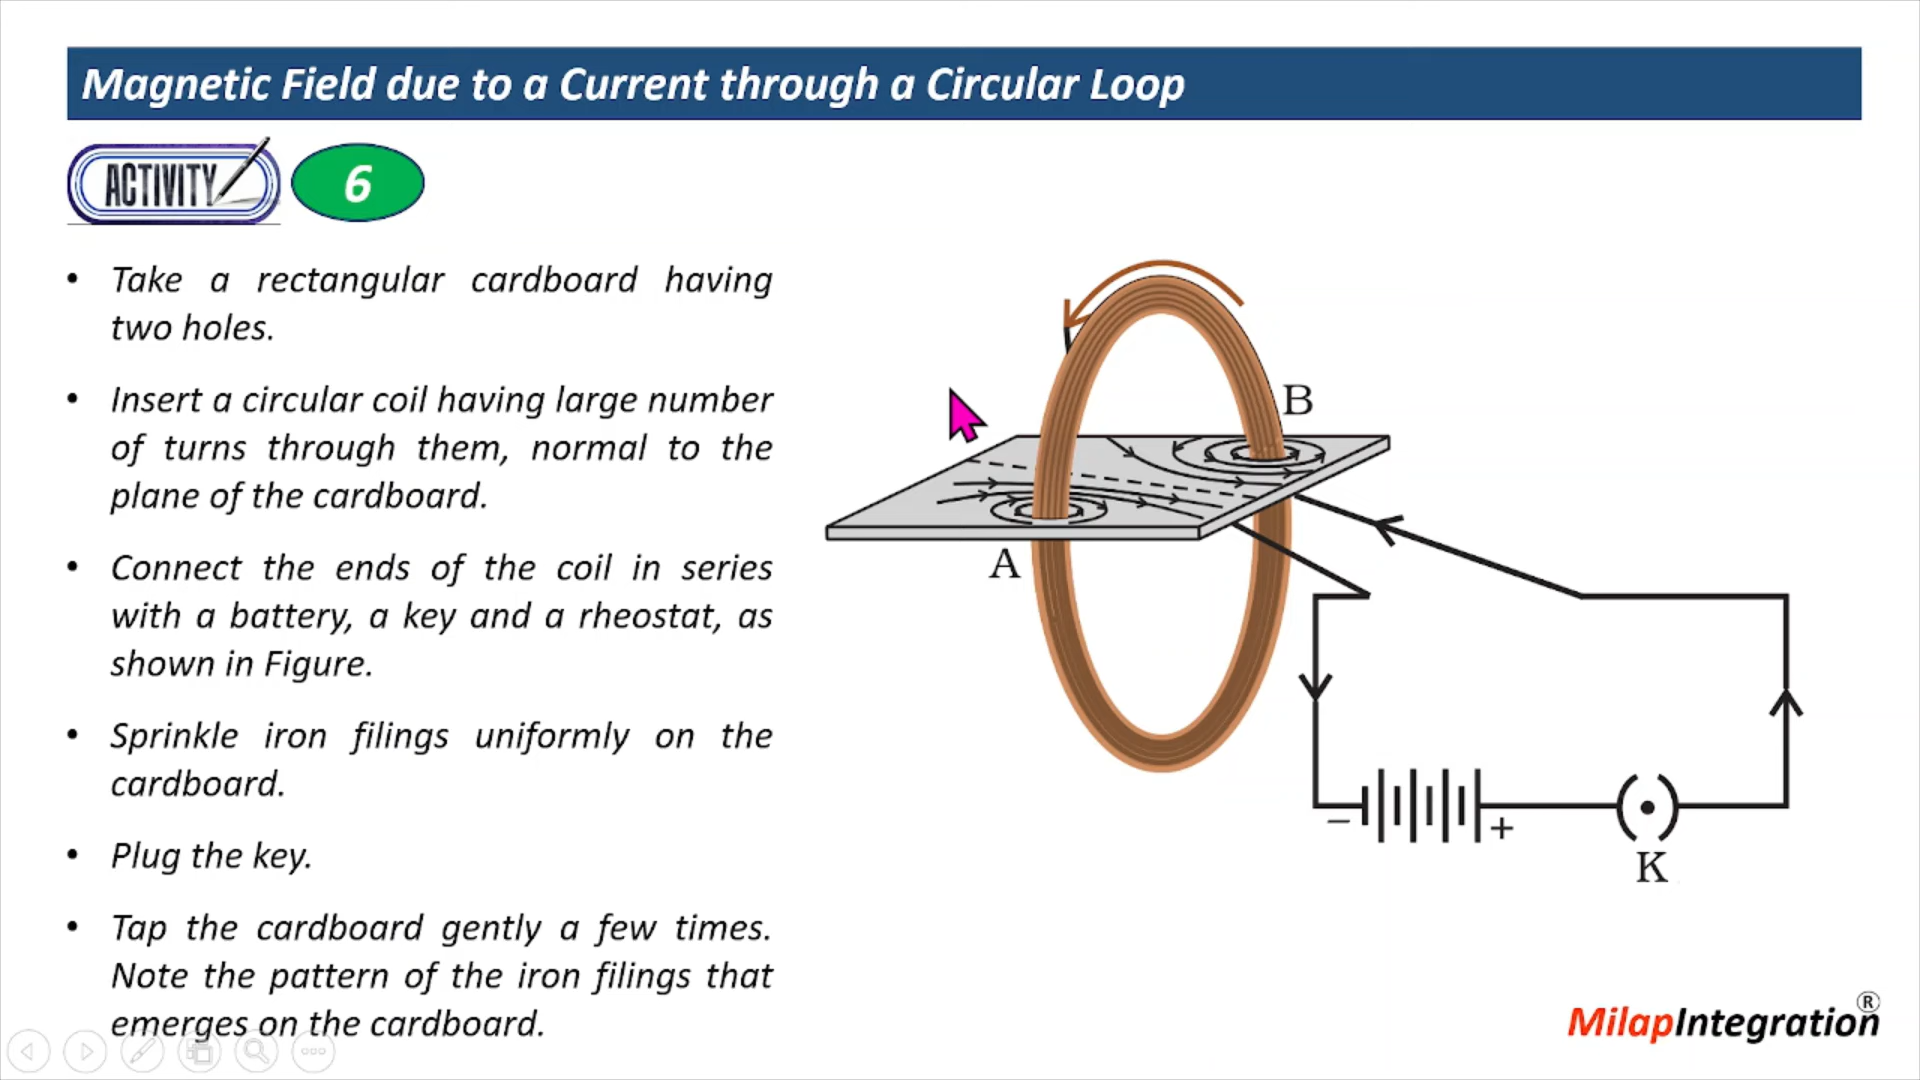 Magnetic Field due to a Current through a Circular Loop
ACTIVITY 6
• Take a rectangular cardboard having
two holes.
• Insert a circular coil having large number
of turns through them, normal to the
plane of the cardboard.
• Connect the ends of the coil in series
with a battery, a key and a rheostat, as
shown in Figure.
• Sprinkle iron filings uniformly on the
cardboard.
• Plug the key.
• Tap the cardboard gently a few times.
Note the pattern of the iron filings that
emerges on the cardboard.
B
A
− +
K
MilapIntegration®